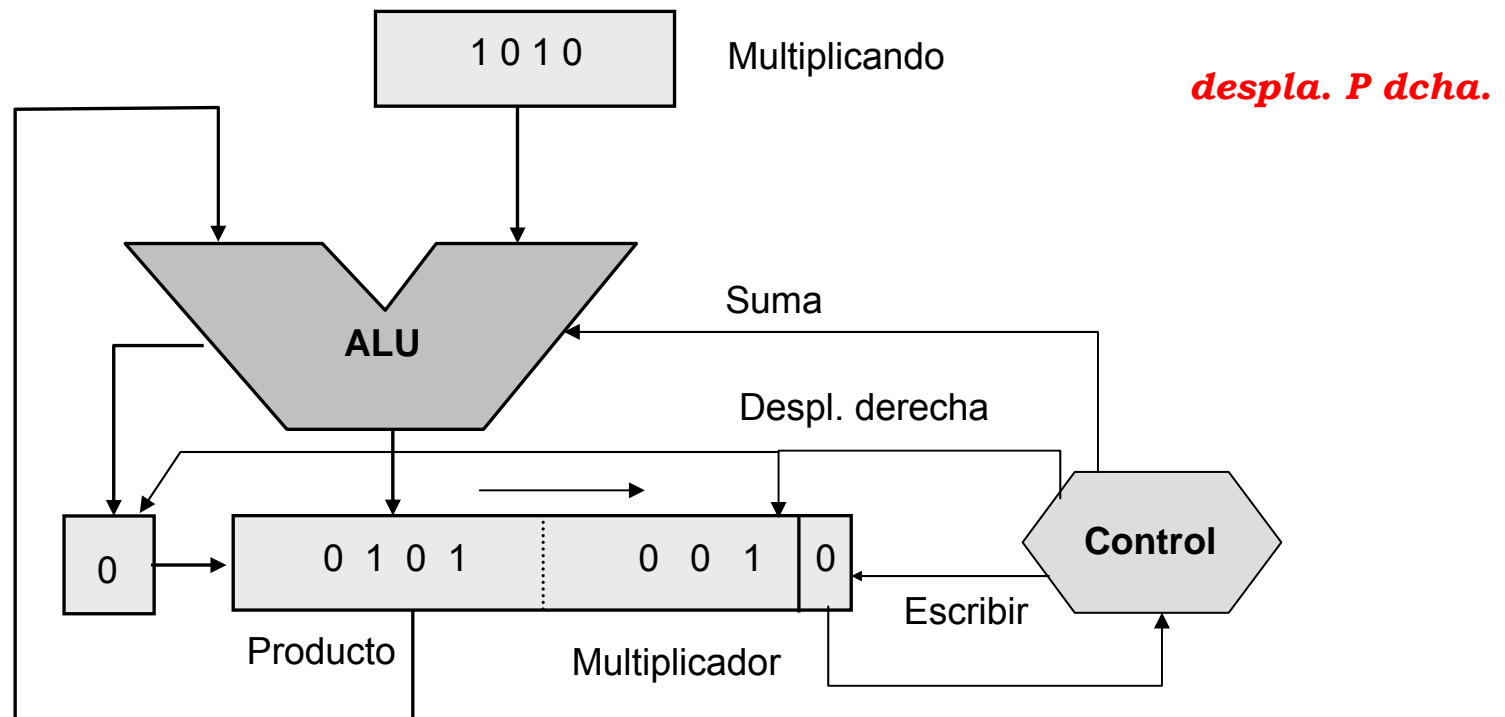 1 0 1 0
Multiplicando
despla. P dcha.
Suma
ALU
Despl. derecha
0
0 1 0 1
0 0 1
0
Control
Escribir
Producto
Multiplicador